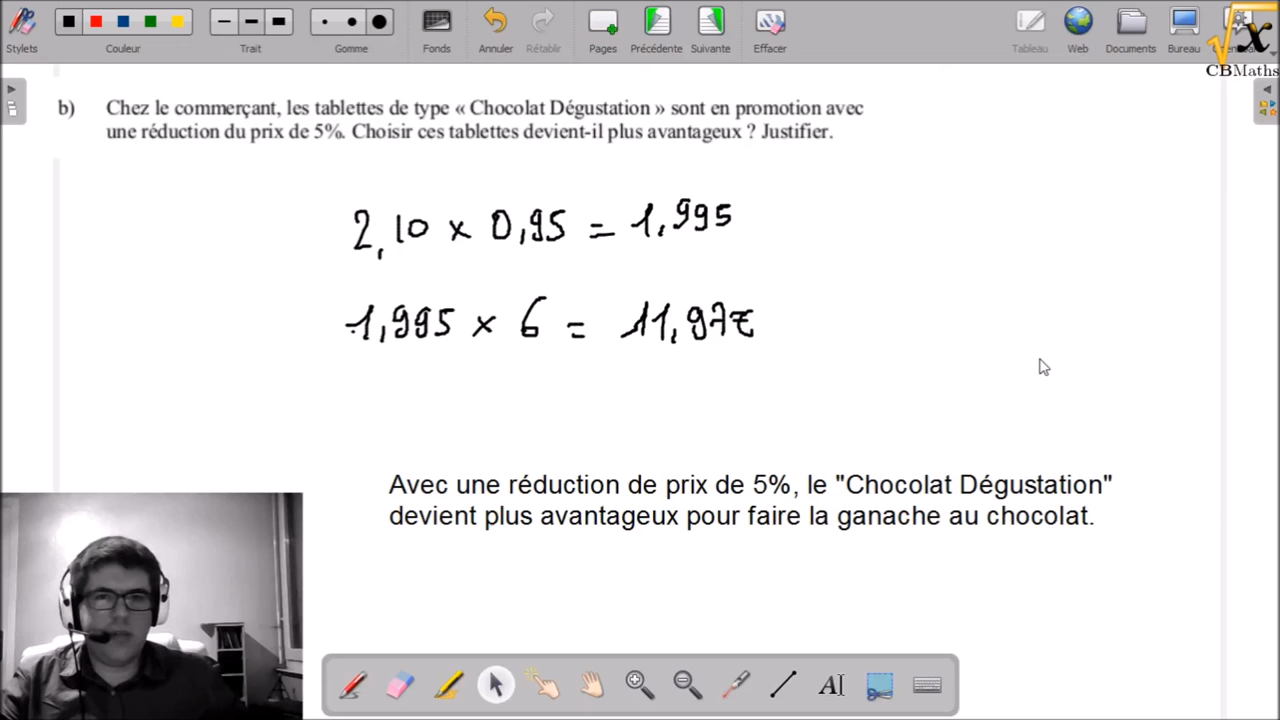 Stylets
Couleur
Trait
Gomme
Fonds
Annuler
Rétablir
Pages
Précédente
Suivante
Effacer
Tableau
Web
Documents
Bureau
CBMaths
b) Chez le commerçant, les tablettes de type « Chocolat Dégustation » sont en promotion avec
une réduction du prix de 5%. Choisir ces tablettes devient-il plus avantageux ? Justifier.
2,10 × 0,95 = 1,995
1,995 × 6 = 11,97€
Avec une réduction de prix de 5%, le "Chocolat Dégustation"
devient plus avantageux pour faire la ganache au chocolat.
AI